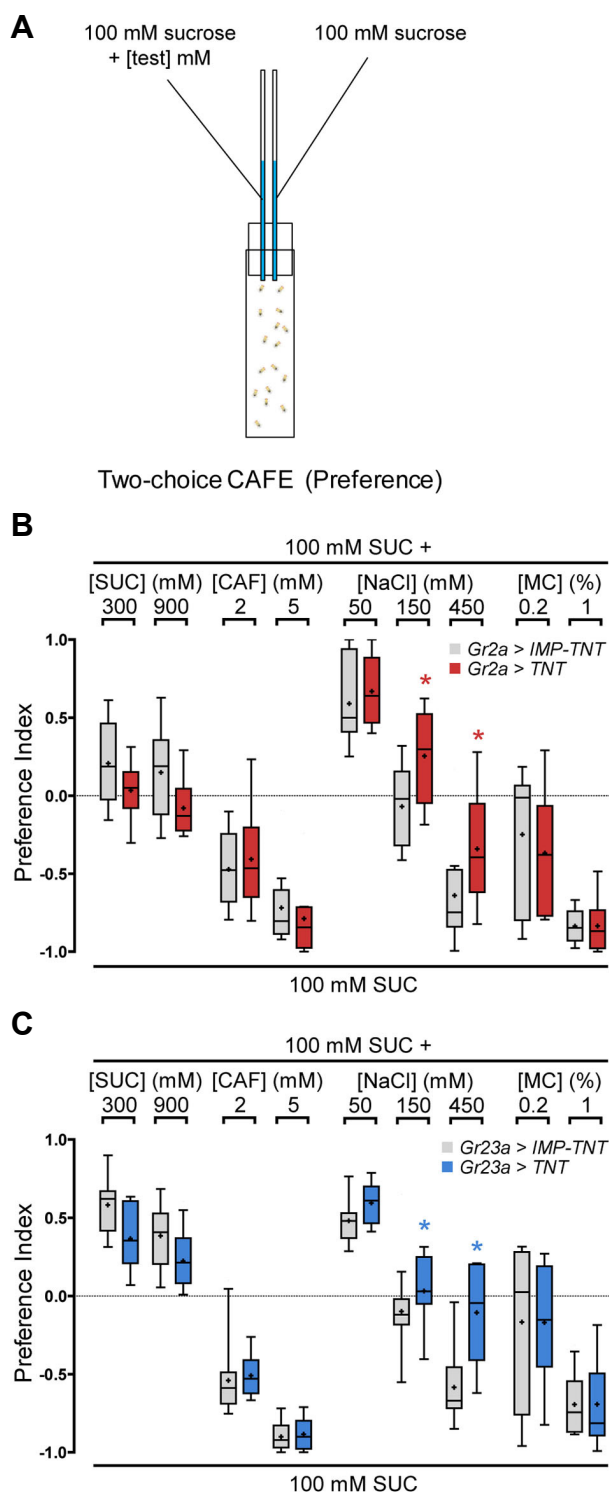 A
100 mM sucrose
+ [test] mM
100 mM sucrose
Two-choice CAFE (Preference)
B
100 mM SUC +
[SUC] (mM) [CAF] (mM) [NaCl] (mM) [MC] (%)
300 900 2 5 50 150 450 0.2 1
1.0
0.5
0.0
-0.5
-1.0
Preference Index
Gr2a > IMP-TNT
Gr2a > TNT
* *
100 mM SUC
C
100 mM SUC +
[SUC] (mM) [CAF] (mM) [NaCl] (mM) [MC] (%)
300 900 2 5 50 150 450 0.2 1
1.0
0.5
0.0
-0.5
-1.0
Preference Index
Gr23a > IMP-TNT
Gr23a > TNT
* *
100 mM SUC